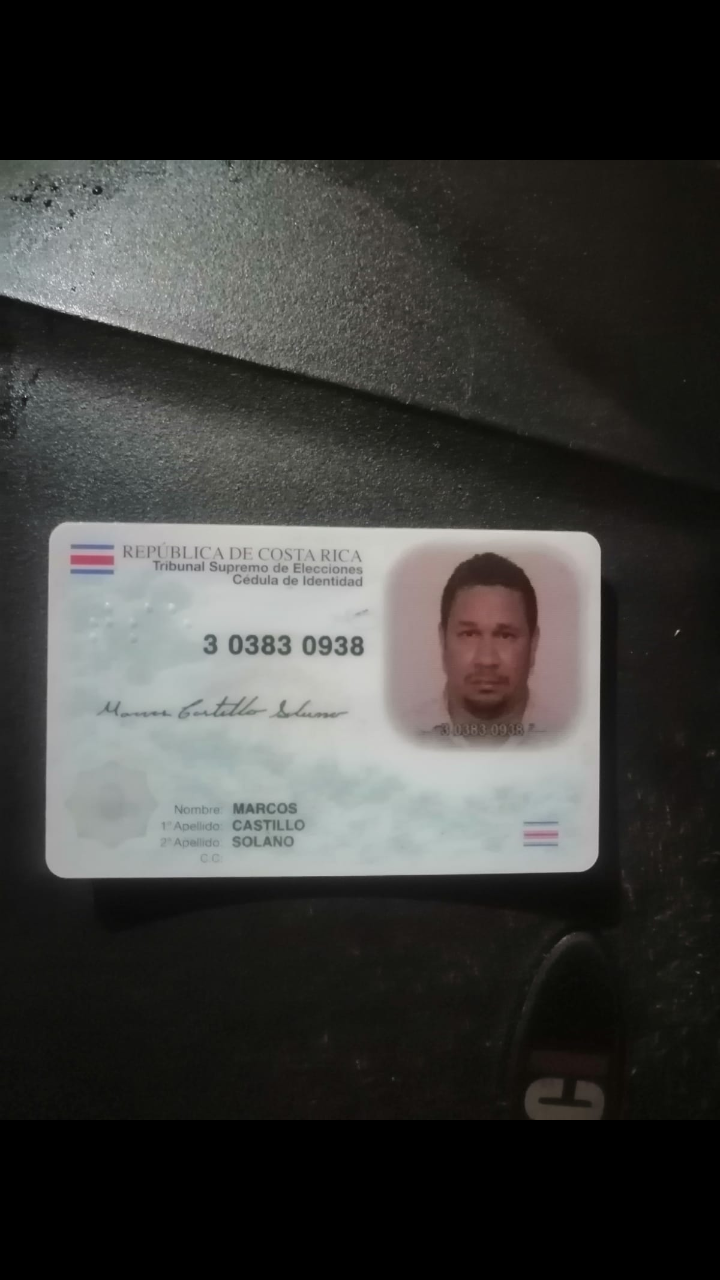 REPÚBLICA DE COSTA RICA
Tribunal Supremo de Elecciones
Cédula de Identidad
3 0383 0938
Marcos Castillo Solano
3 0383 0938
Nombre: MARCOS
1° Apellido: CASTILLO
2° Apellido: SOLANO
C.C: